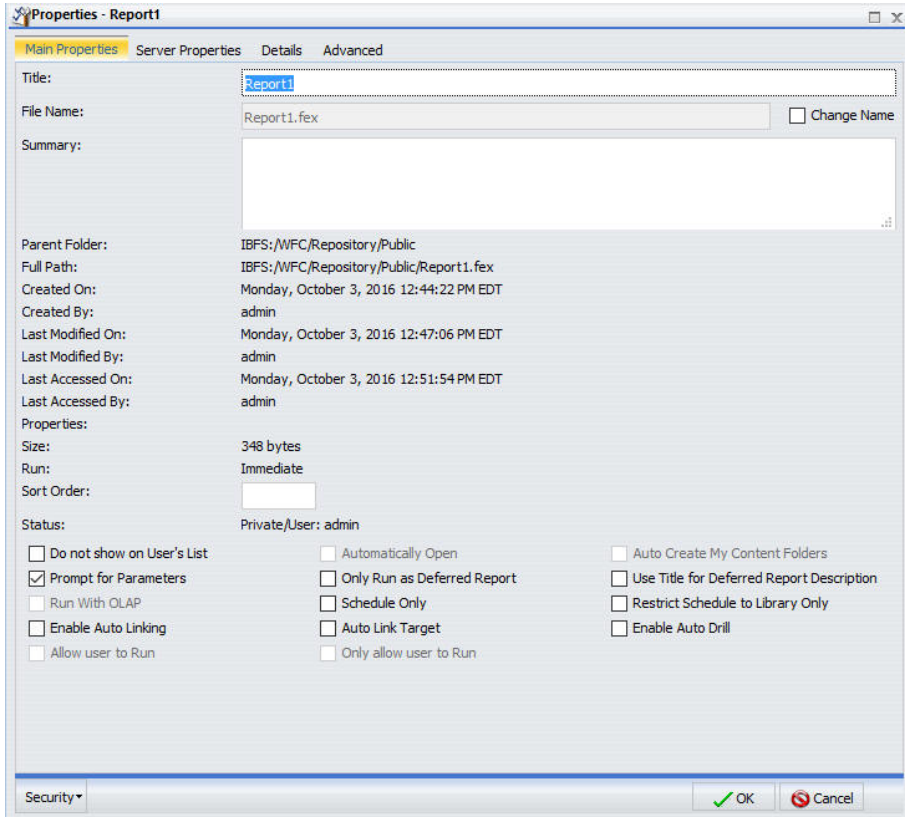 Properties - Report1
Main Properties Server Properties Details Advanced
Title: Report1
File Name: Report1.fex Change Name
Summary:
Parent Folder: IBFS:/WFC/Repository/Public
Full Path: IBFS:/WFC/Repository/Public/Report1.fex
Created On: Monday, October 3, 2016 12:44:22 PM EDT
Created By: admin
Last Modified On: Monday, October 3, 2016 12:47:06 PM EDT
Last Modified By: admin
Last Accessed On: Monday, October 3, 2016 12:51:54 PM EDT
Last Accessed By: admin
Properties:
Size: 348 bytes
Run: Immediate
Sort Order:
Status: Private/User: admin
Do not show on User's List Automatically Open Auto Create My Content Folders
Prompt for Parameters Only Run as Deferred Report Use Title for Deferred Report Description
Run With OLAP Schedule Only Restrict Schedule to Library Only
Enable Auto Linking Auto Link Target Enable Auto Drill
Allow user to Run Only allow user to Run
Security OK Cancel